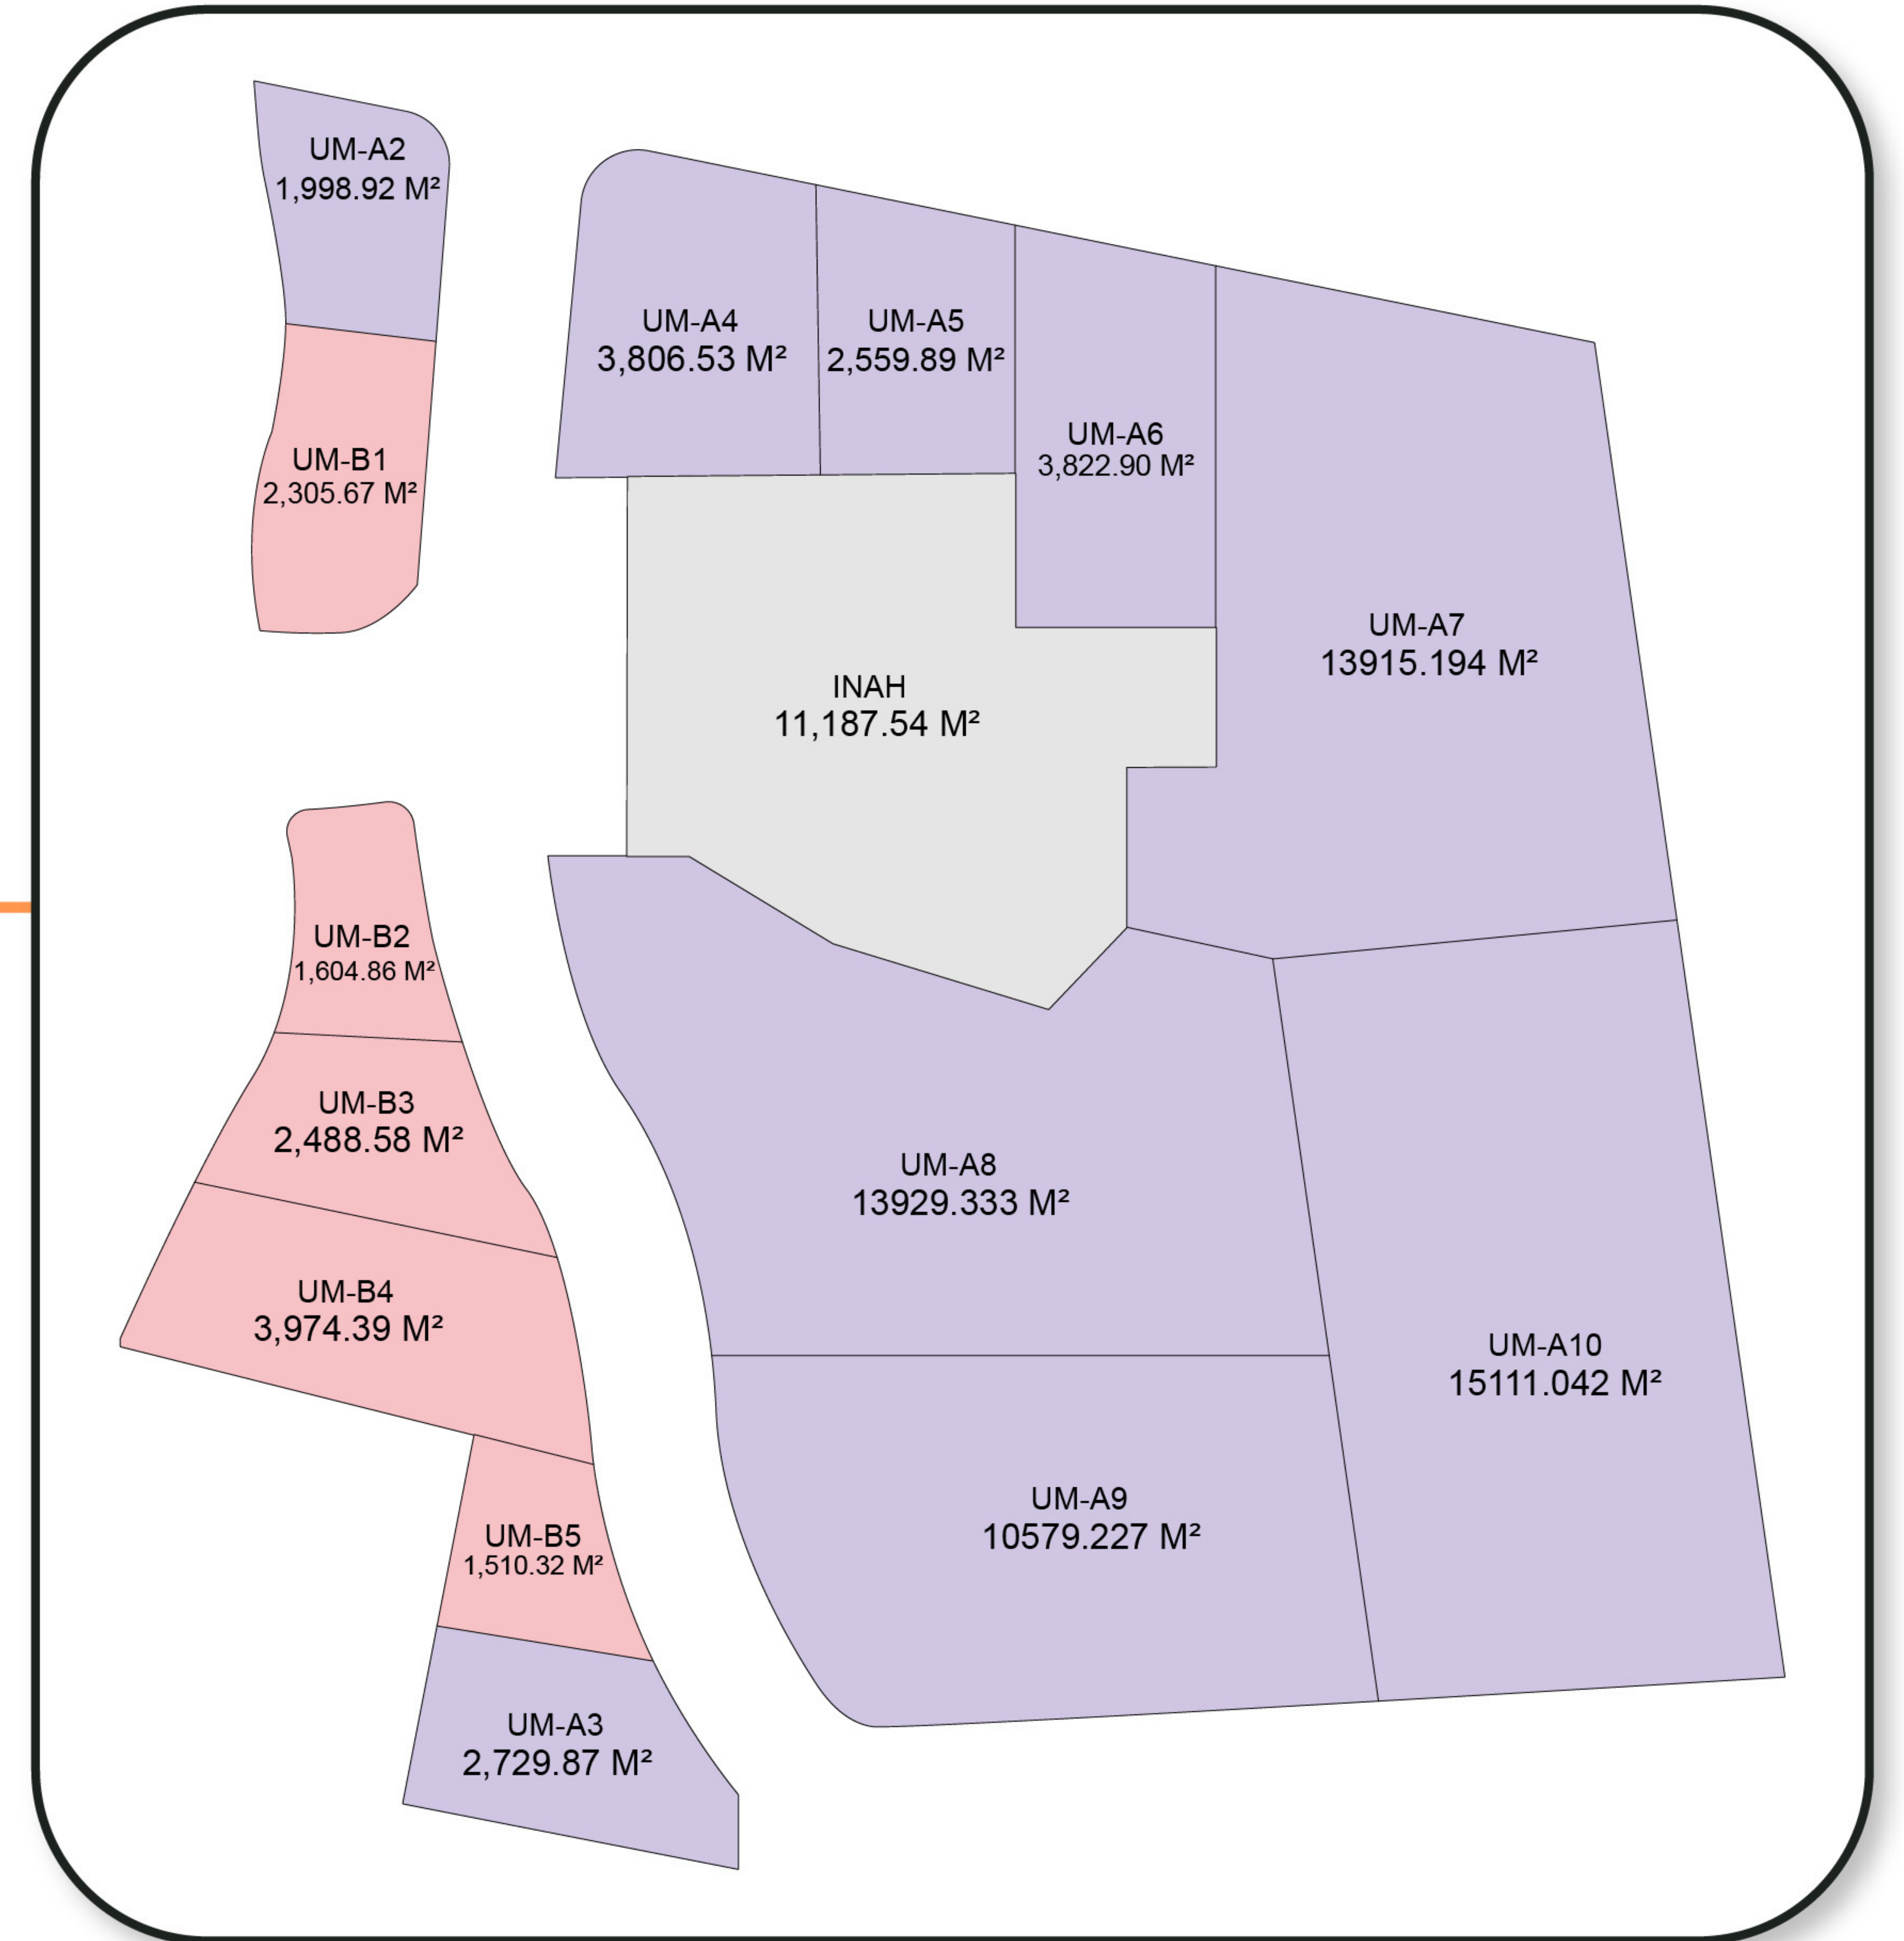 UM-A2
1,998.92 M²
UM-A4
3,806.53 M²
UM-A5
2,559.89 M²
UM-A6
3,822.90 M²
UM-B1
2,305.67 M²
UM-A7
13915.194 M²
INAH
11,187.54 M²
UM-B2
1,604.86 M²
UM-B3
2,488.58 M²
UM-A8
13929.333 M²
UM-B4
3,974.39 M²
UM-A10
15111.042 M²
UM-A9
10579.227 M²
UM-B5
1,510.32 M²
UM-A3
2,729.87 M²